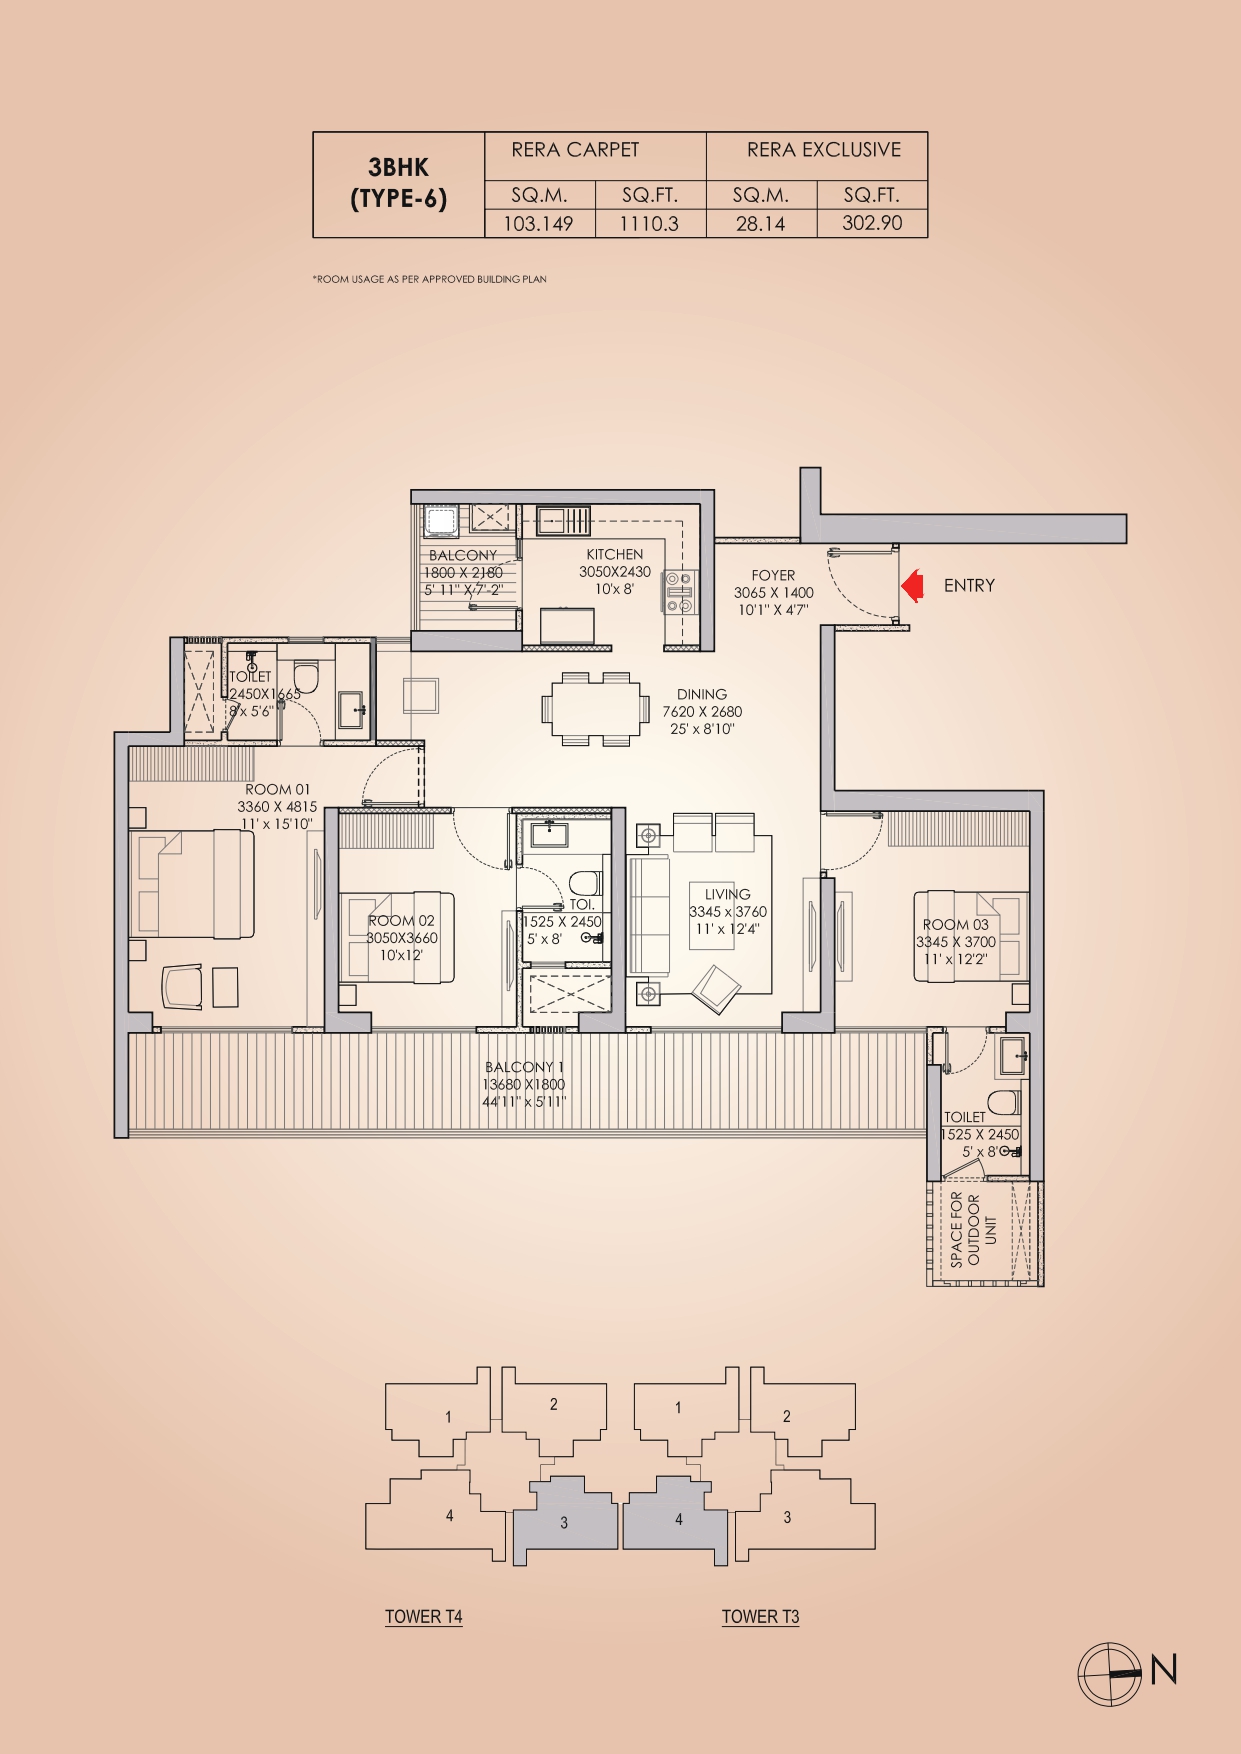 3BHK
(TYPE-6)
RERA CARPET
RERA EXCLUSIVE
SQ.M.
SQ.FT.
SQ.M.
SQ.FT.
103.149
1110.3
28.14
302.90
*ROOM USAGE AS PER APPROVED BUILDING PLAN
BALCONY
1800 X 2180
5' 11" X 7'-2"
KITCHEN
3050X2430
10'x 8'
FOYER
3065 X 1400
10'1" X 4'7"
ENTRY
TOILET
2450X1665
8'x 5'6"
DINING
7620 X 2680
25' x 8'10"
ROOM 01
3360 X 4815
11' x 15'10"
ROOM 02
3050X3660
10'x12'
TOI.
1525 X 2450
5' x 8'
LIVING
3345 x 3760
11' x 12'4"
ROOM 03
3345 X 3700
11' x 12'2"
BALCONY 1
13680 X1800
44'11" x 5'11"
TOILET
1525 X 2450
5' x 8'
SPACE FOR
OUTDOOR
UNIT
1
2
1
2
4
3
4
3
TOWER T4
TOWER T3
N